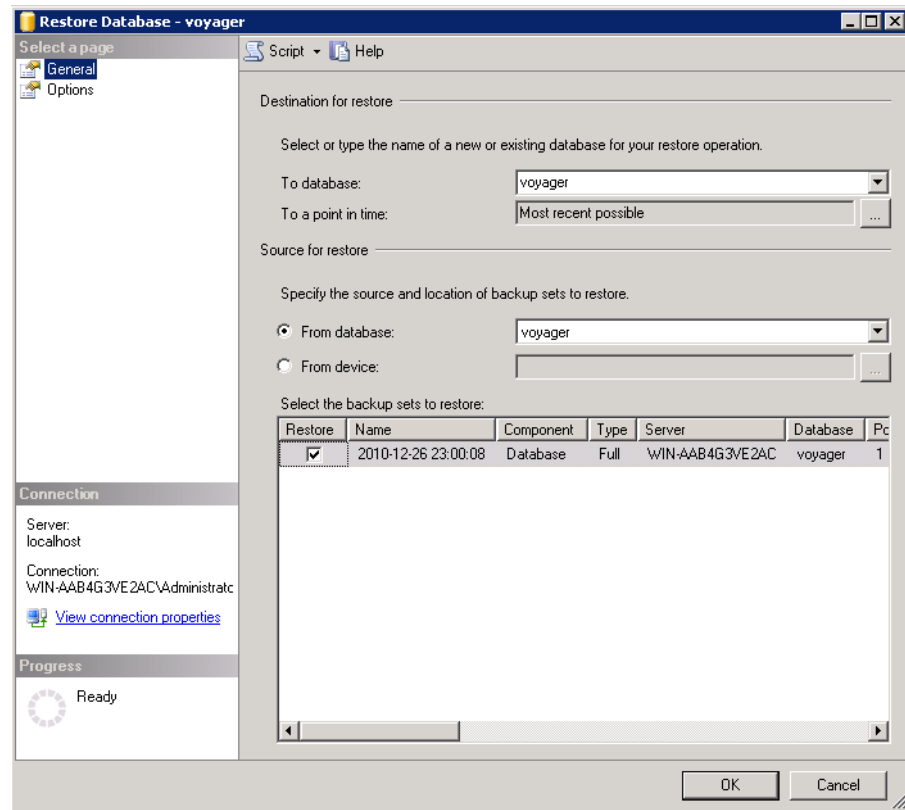 Restore Database - voyager
Select a page
General
Options
Script Help
Destination for restore
Select or type the name of a new or existing database for your restore operation.
To database: voyager
To a point in time: Most recent possible ...
Source for restore
Specify the source and location of backup sets to restore.
From database: voyager
From device: ...
Select the backup sets to restore:
Restore Name Component Type Server Database Po
2010-12-26 23:00:08 Database Full WIN-AAB4G3VE2AC voyager 1
Connection
Server:
localhost
Connection:
WIN-AAB4G3VE2AC\Administratc
View connection properties
Progress
Ready
OK Cancel